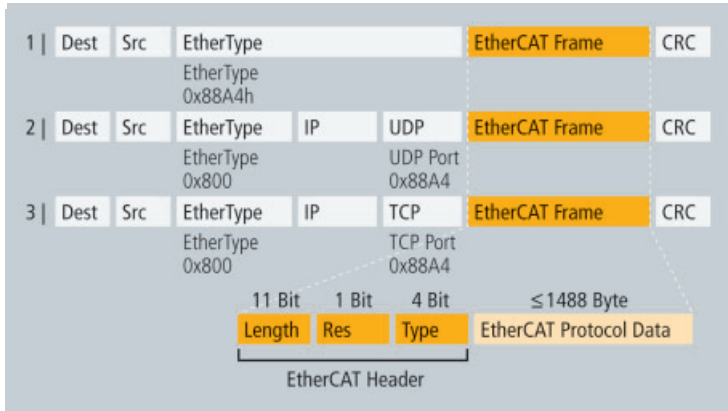 1 | Dest Src EtherType EtherCAT Frame CRC
EtherType
0x88A4h
2 | Dest Src EtherType IP UDP EtherCAT Frame CRC
EtherType UDP Port
0x800 0x88A4
3 | Dest Src EtherType IP TCP EtherCAT Frame CRC
EtherType TCP Port
0x800 0x88A4
11 Bit 1 Bit 4 Bit ≤1488 Byte
Length Res Type EtherCAT Protocol Data
EtherCAT Header